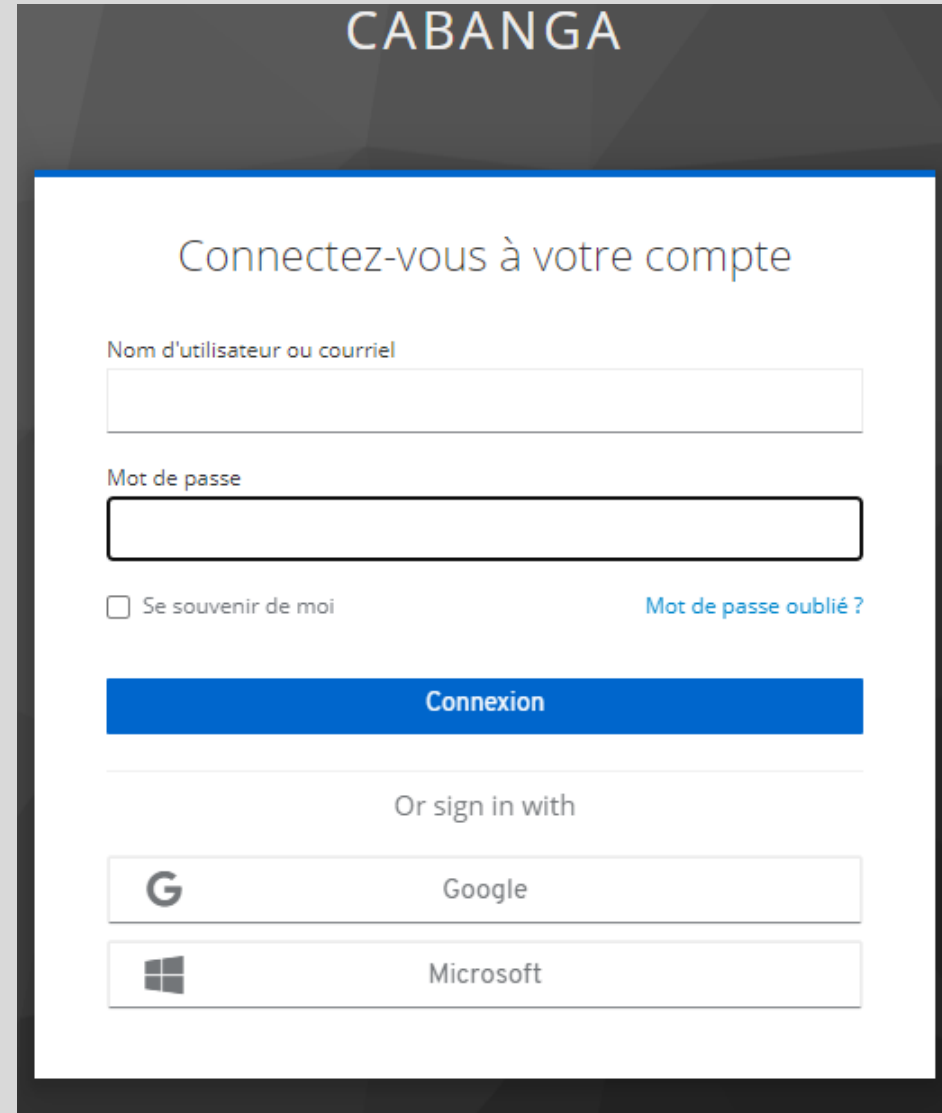 CABANGA
Connectez-vous à votre compte
Nom d'utilisateur ou courriel
Mot de passe
Se souvenir de moi
Mot de passe oublié ?
Connexion
Or sign in with
Google
Microsoft